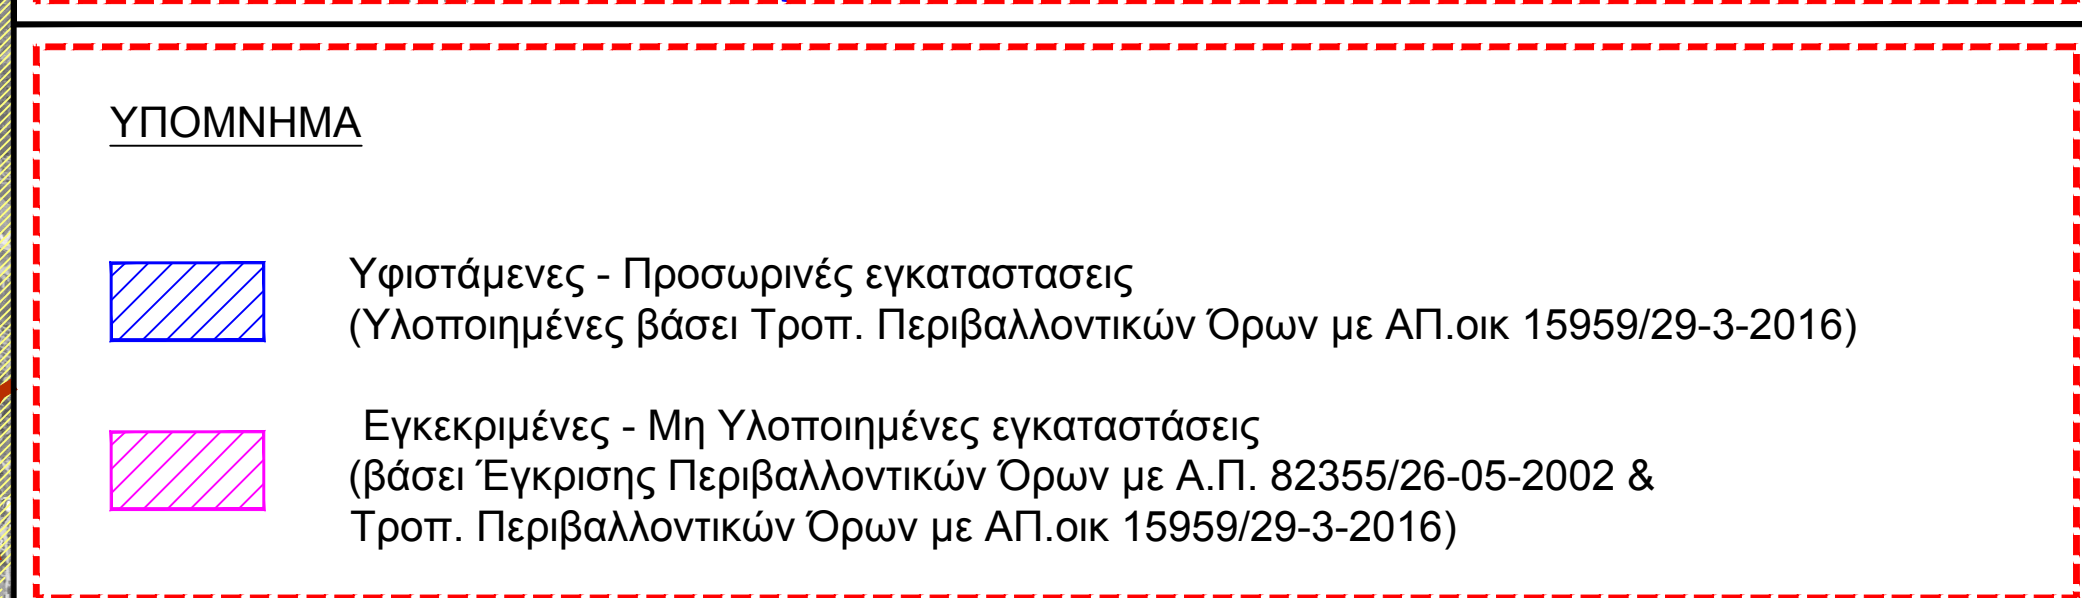 ΥΠΟΜΝΗΜΑ
Υφιστάμενες - Προσωρινές εγκαταστασεις
(Υλοποιημένες βάσει Τροπ. Περιβαλλοντικών Όρων με ΑΠ.οικ 15959/29-3-2016)
Εγκεκριμένες - Μη Υλοποιημένες εγκαταστάσεις
(βάσει Έγκρισης Περιβαλλοντικών Όρων με Α.Π. 82355/26-05-2002 &
Τροπ. Περιβαλλοντικών Όρων με ΑΠ.οικ 15959/29-3-2016)